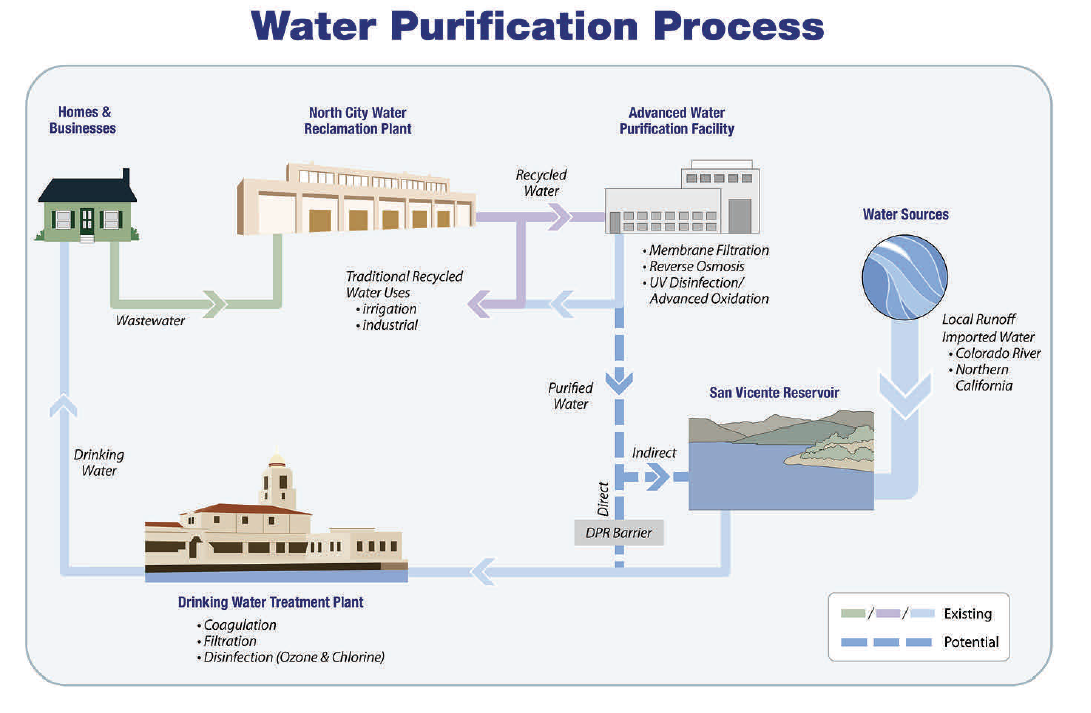 Water Purification Process
Homes &
Businesses
North City Water
Reclamation Plant
Advanced Water
Purification Facility
Recycled
Water
Water Sources
• Membrane Filtration
• Reverse Osmosis
• UV Disinfection/
Advanced Oxidation
Traditional Recycled
Water Uses
• irrigation
• industrial
Wastewater
Local Runoff
Imported Water
• Colorado River
• Northern
California
Purified
Water
San Vicente Reservoir
Drinking
Water
Indirect
Direct
DPR Barrier
Drinking Water Treatment Plant
• Coagulation
• Filtration
• Disinfection (Ozone & Chlorine)
/ / Existing
Potential